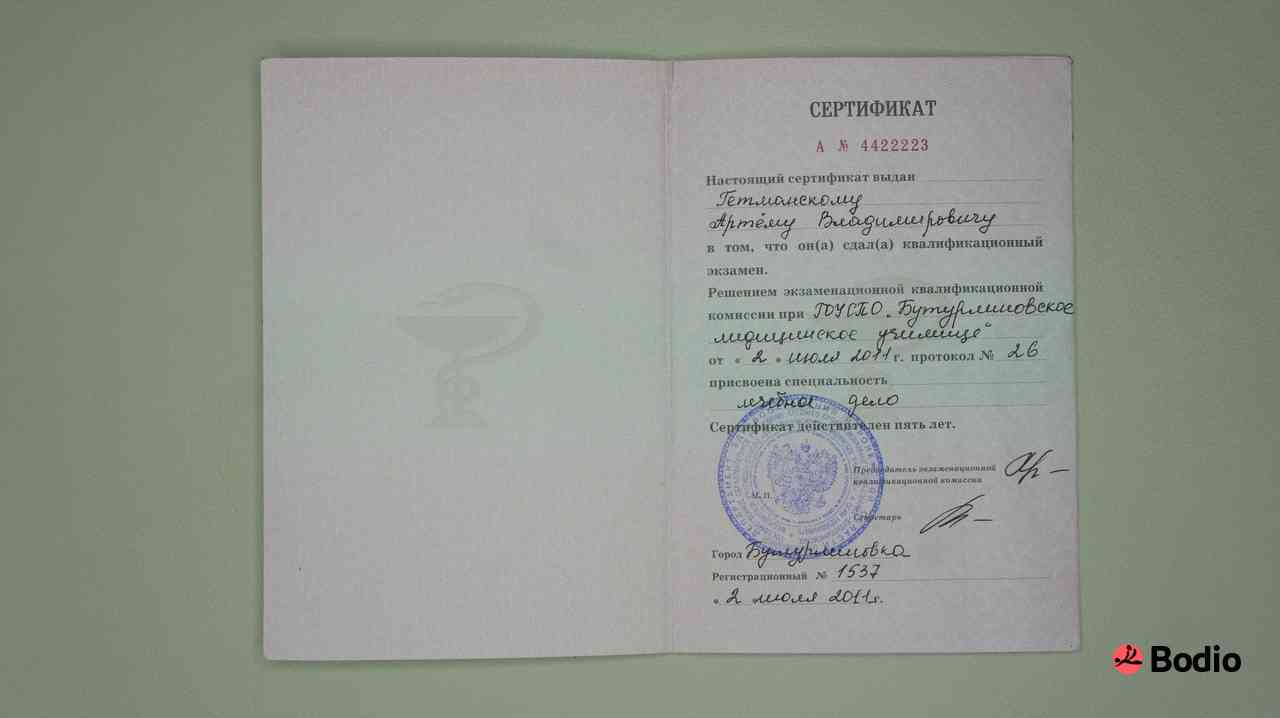 СЕРТИФИКАТ
А № 4422223
Настоящий сертификат выдан
Гетманскому
Артёму Владимировичу
в том, что он(а) сдал(а) квалификационный
экзамен.
Решением экзаменационной квалификационной
комиссии при ГОУСПО „Бутурлиновское
медицинское училище"
от « 2 » июля 2011 г. протокол № 26
присвоена специальность
лечебное дело
Сертификат действителен пять лет.
Председатель экзаменационной
квалификационной комиссии
М. П.
Секретарь
Город Бутурлиновка
Регистрационный № 1537
« 2 июля 2011г.
Bodio